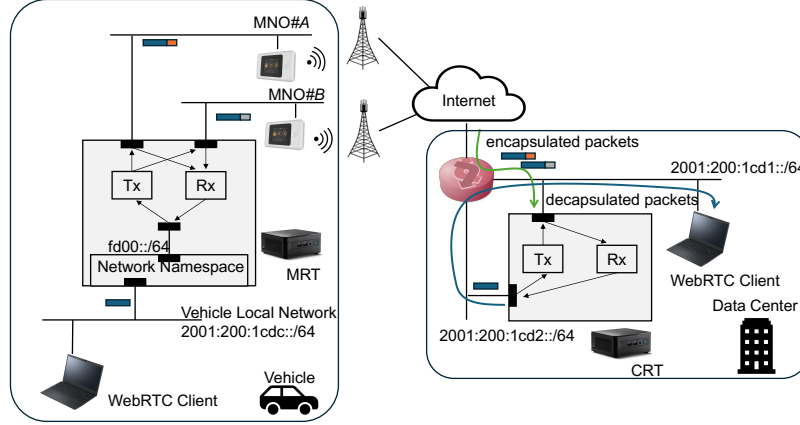 MNO#A
MNO#B
Tx
Rx
fd00::/64
Network Namespace
MRT
Vehicle Local Network
2001:200:1cdc::/64
WebRTC Client
Vehicle
Internet
encapsulated packets
2001:200:1cd1::/64
decapsulated packets
Tx
Rx
WebRTC Client
2001:200:1cd2::/64
Data Center
CRT